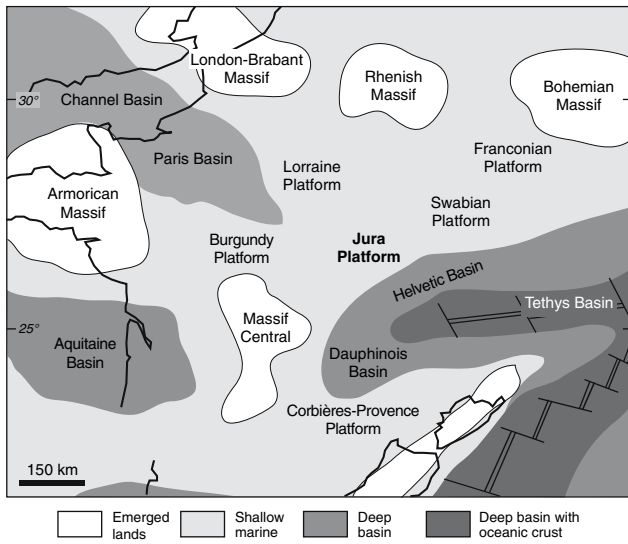 London-Brabant
Massif
Rhenish
Massif
Bohemian
Massif
Channel Basin
30°
Paris Basin
Lorraine
Platform
Franconian
Platform
Armorican
Massif
Swabian
Platform
Burgundy
Platform
Jura
Platform
Helvetic Basin
Tethys Basin
25°
Massif
Central
Aquitaine
Basin
Dauphinois
Basin
Corbières-Provence
Platform
150 km
Emerged
lands
Shallow
marine
Deep
basin
Deep basin with
oceanic crust